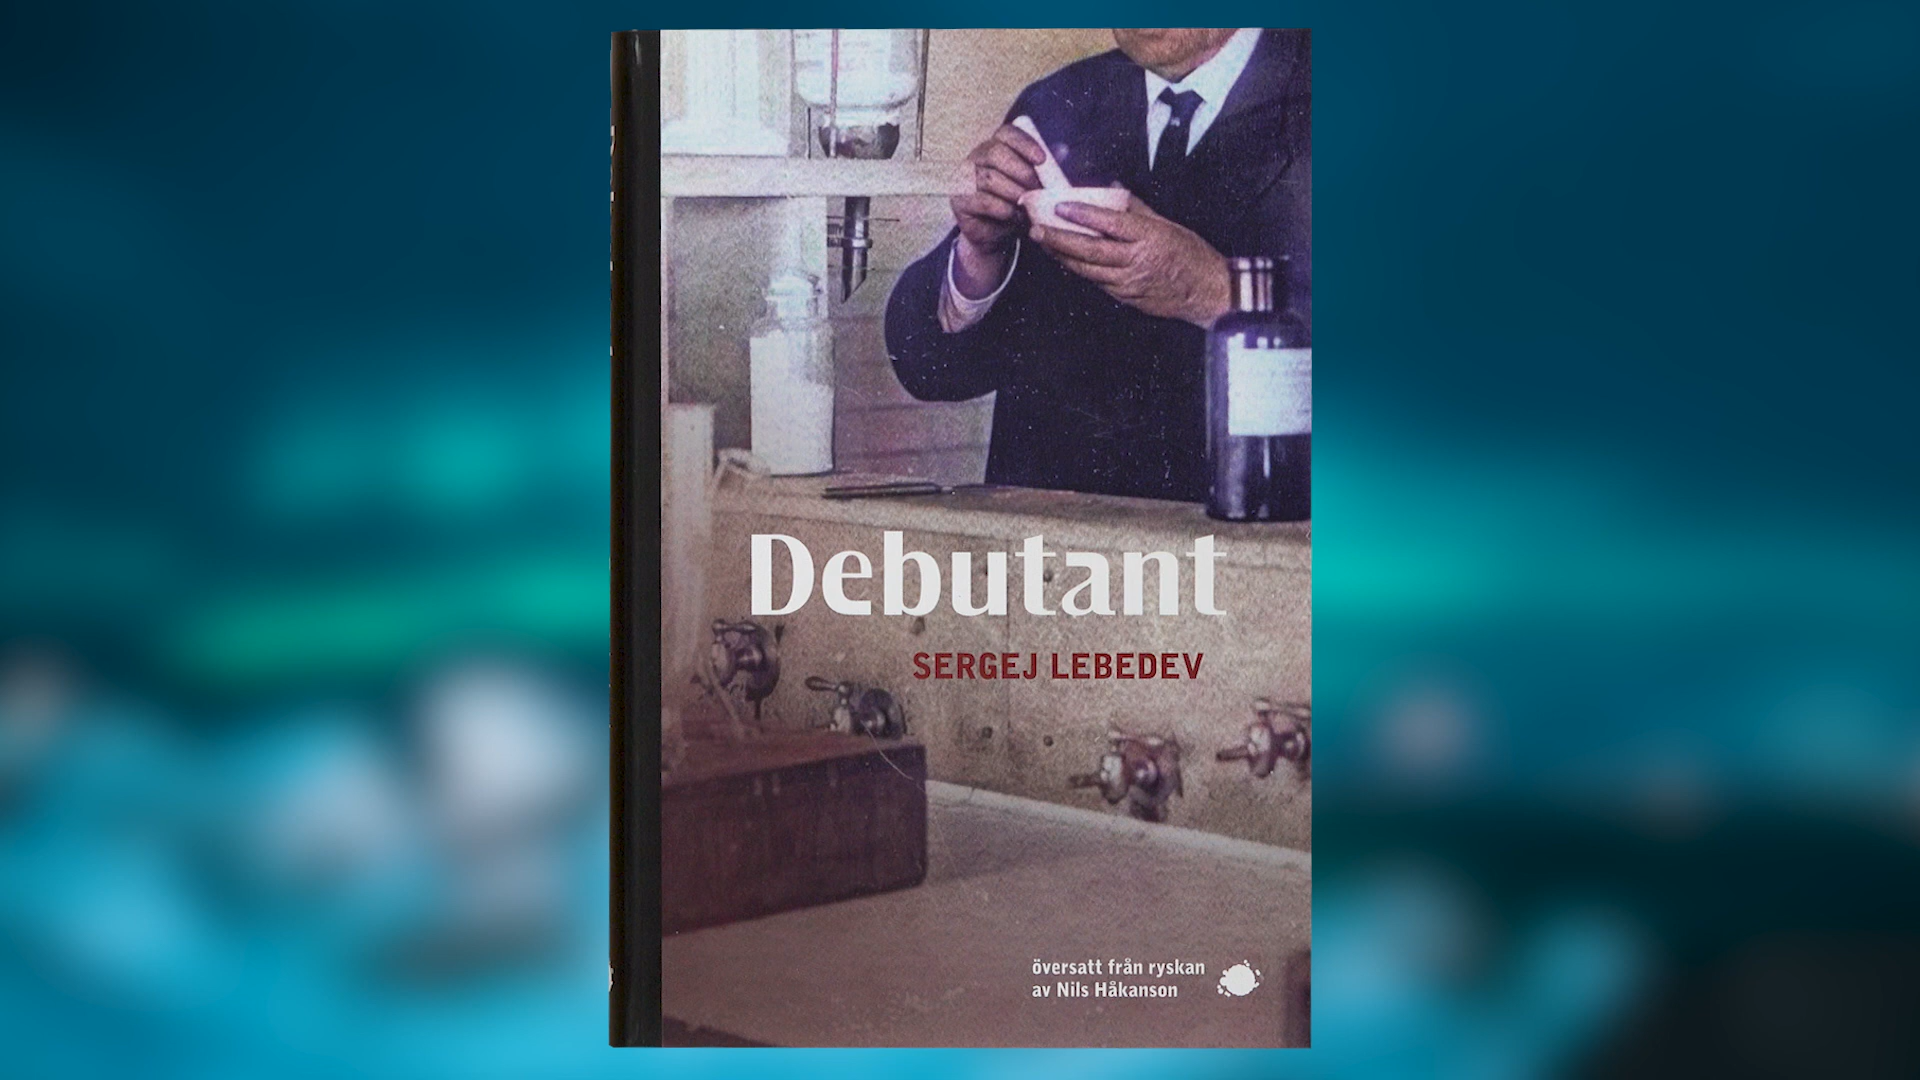 Debutant
SERGEJ LEBEDEV
översatt från ryskan
av Nils Håkanson